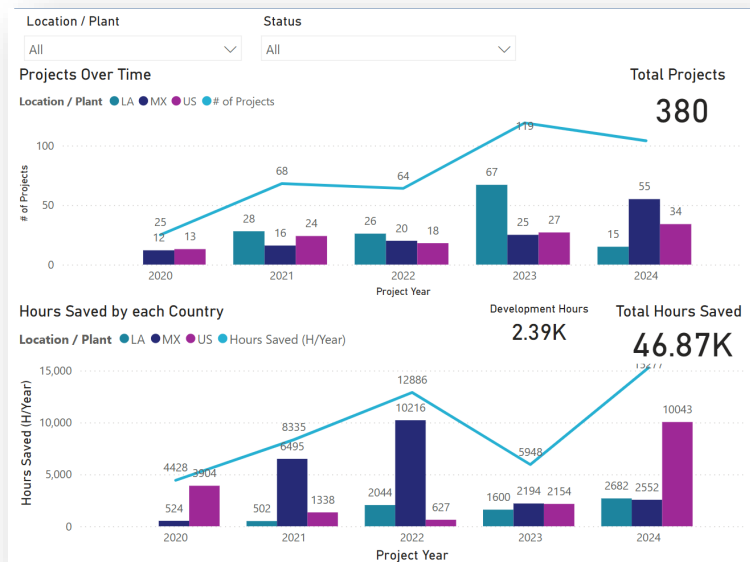 Location / Plant Status
All All
Projects Over Time Total Projects
Location / Plant LA MX US # of Projects 380
# of Projects
100
50
0
25 68 64 119
12 13 28 16 24 26 20 18 67 25 27 15 55 34
2020 2021 2022 2023 2024
Project Year
Hours Saved by each Country Development Hours Total Hours Saved
Location / Plant LA MX US Hours Saved (H/Year) 2.39K 46.87K
Hours Saved (H/Year)
15,000
10,000
5,000
0
4428 8335 12886 5948 15277
524 3904 502 6495 1338 2044 10216 627 1600 2194 2154 2682 2552 10043
2020 2021 2022 2023 2024
Project Year